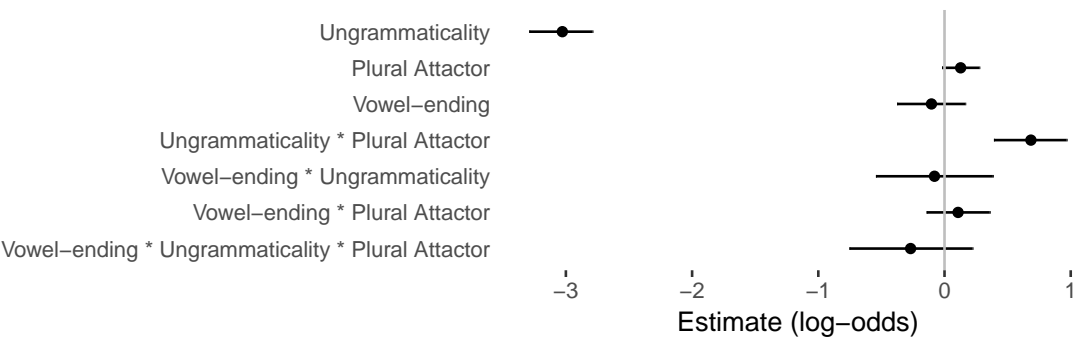 Ungrammaticality
Plural Attactor
Vowel−ending
Ungrammaticality * Plural Attactor
Vowel−ending * Ungrammaticality
Vowel−ending * Plural Attactor
Vowel−ending * Ungrammaticality * Plural Attactor
−3 −2 −1 0 1
Estimate (log−odds)